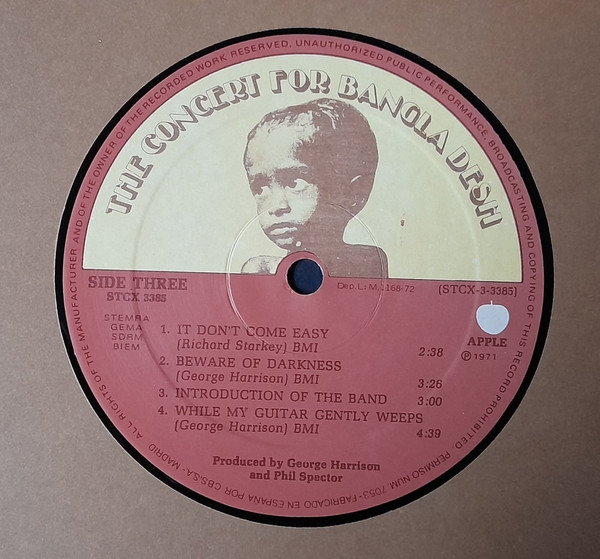 ALL RIGHTS OF THE MANUFACTURER AND OF THE OWNER OF THE RECORDED WORK RESERVED, UNAUTHORIZED PUBLIC PERFORMANCE, BROADCASTING AND COPYING OF THIS RECORD PROHIBITED. PERMISO NUM. 7053 - FABRICADO EN ESPAÑA POR CBS.SA - MADRID
THE CONCERT FOR BANGLA DESH
SIDE THREE
STCX 3385
Dep.L.: M.
(STCX-3-3385)
STEMRA
GEMA
SDRM
BIEM
APPLE
Ⓟ 1971
1. IT DON'T COME EASY
(Richard Starkey) BMI 2:38
2. BEWARE OF DARKNESS
(George Harrison) BMI 3:26
3. INTRODUCTION OF THE BAND 3:00
4. WHILE MY GUITAR GENTLY WEEPS
(George Harrison) BMI 4:39
Produced by George Harrison
and Phil Spector